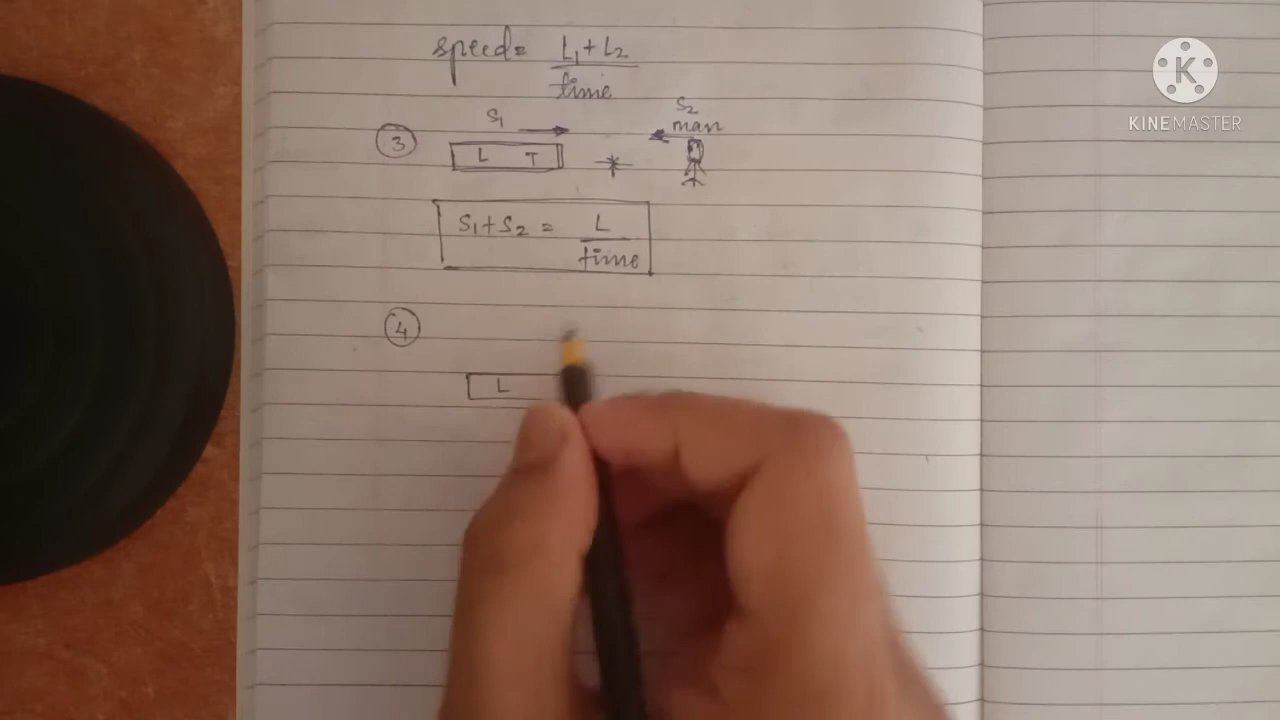 speed = L₁ + L₂
time
S₁
S₂
man
3
L T
S₁ + S₂ = L
time
4
L
K
KINEMASTER